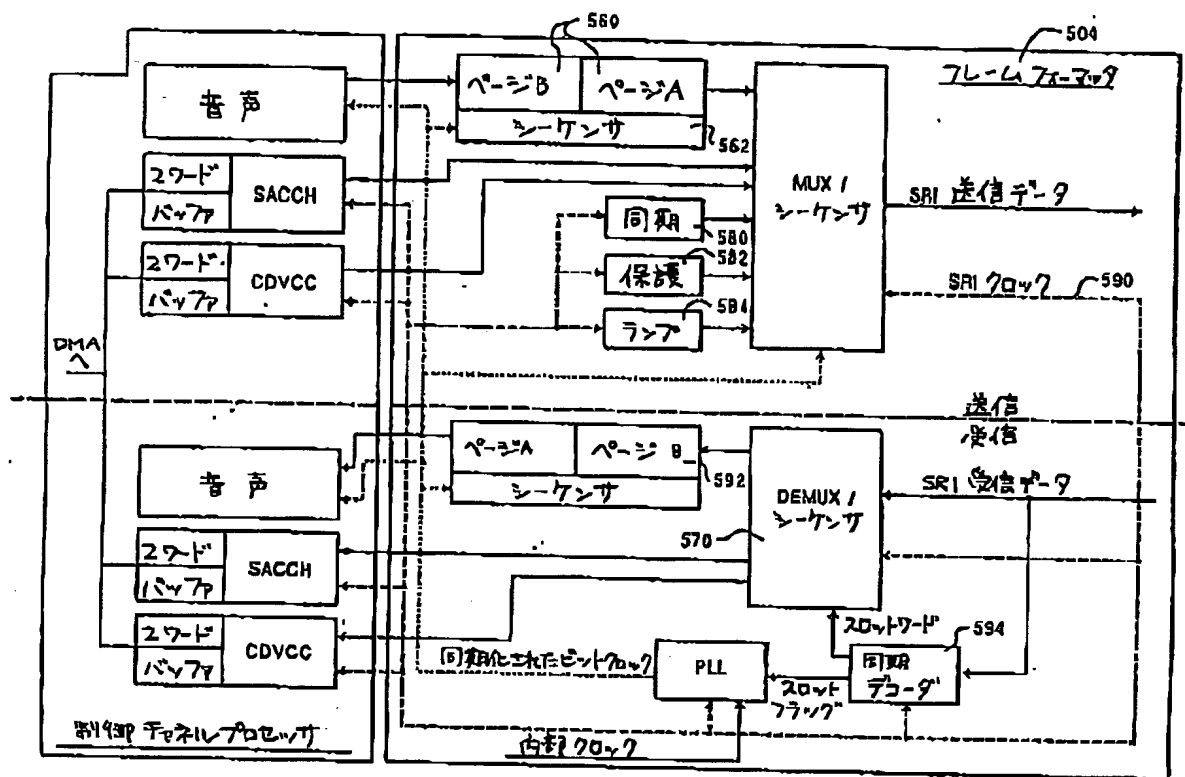 560
504
フレームフォーマッタ
音声
ページB
ページA
シーケンサ
562
2ワード
バッファ
SACCH
MUX /
シーケンサ
SRI 送信データ
同期
580
2ワード
バッファ
CDVCC
保護
582
SRI クロック
590
ランプ
584
DMA
へ
送信
受信
音声
ページA
ページB
シーケンサ
592
DEMUX /
シーケンサ
SRI 受信データ
570
2ワード
バッファ
SACCH
スロットワード
594
2ワード
バッファ
CDVCC
同期化されたビットクロック
PLL
スロット
フラッグ
同期
デコーダ
制御チャネルプロセッサ
内部クロック